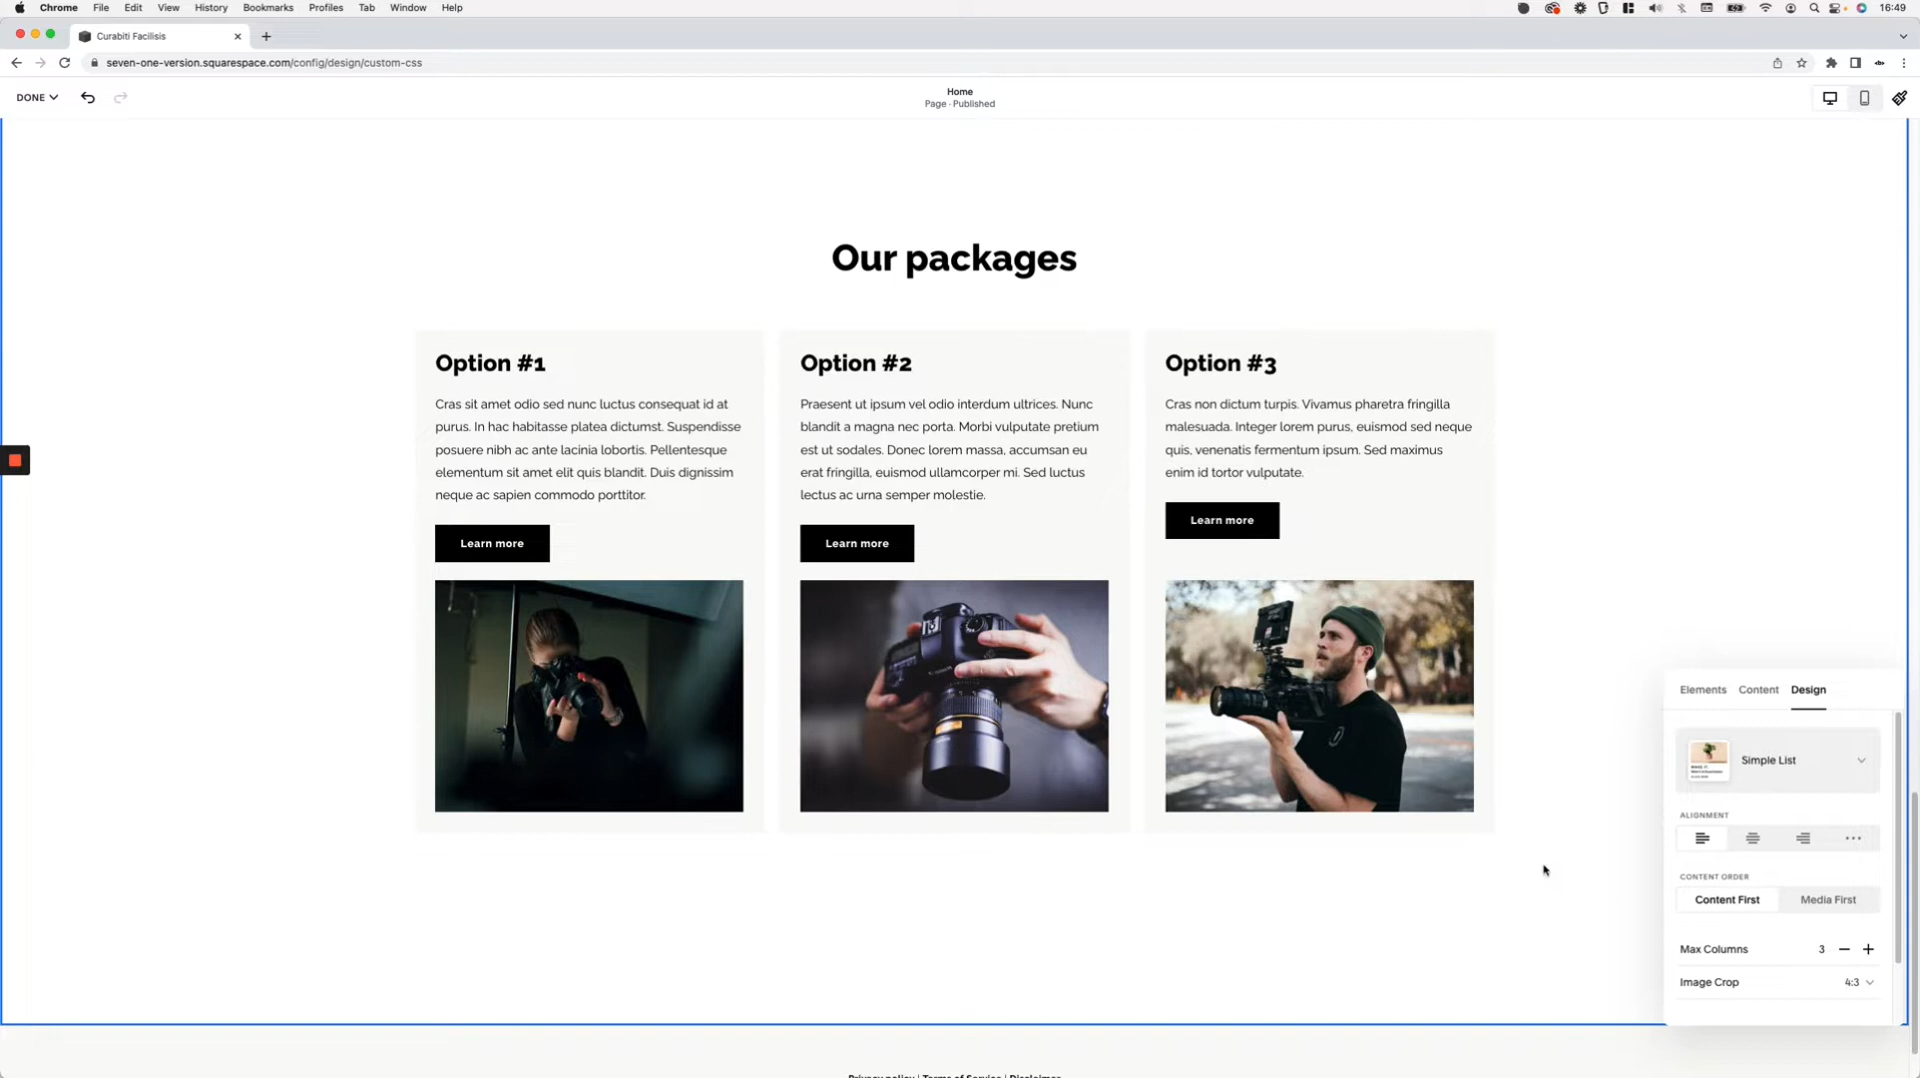 Chrome File Edit View History Bookmarks Profiles Tab Window Help 16:49
Curabiti Facilisis
seven-one-version.squarespace.com/config/design/custom-css
DONE
Home
Page · Published
Our packages
Option #1
Cras sit amet odio sed nunc luctus consequat id at
purus. In hac habitasse platea dictumst. Suspendisse
posuere nibh ac ante lacinia lobortis. Pellentesque
elementum sit amet elit quis blandit. Duis dignissim
neque ac sapien commodo porttitor.
Learn more
Option #2
Praesent ut ipsum vel odio interdum ultrices. Nunc
blandit a magna nec porta. Morbi vulputate pretium
est ut sodales. Donec lorem massa, accumsan eu
erat fringilla, euismod ullamcorper mi. Sed luctus
lectus ac urna semper molestie.
Learn more
Option #3
Cras non dictum turpis. Vivamus pharetra fringilla
malesuada. Integer lorem purus, euismod sed neque
quis, venenatis fermentum ipsum. Sed maximus
enim id tortor vulputate.
Learn more
Elements Content Design
Simple List
ALIGNMENT
CONTENT ORDER
Content First Media First
Max Columns 3
Image Crop 4:3
Privacy policy | Terms of Service | Disclaimer